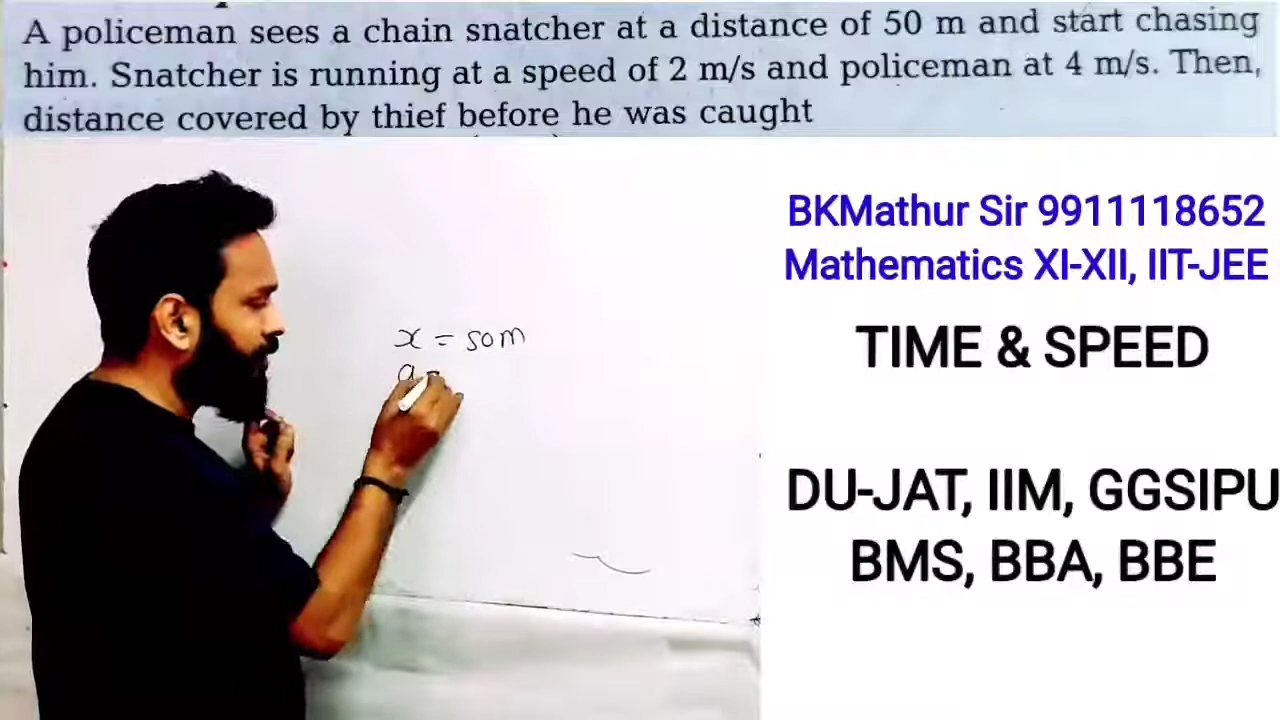 A policeman sees a chain snatcher at a distance of 50 m and start chasing
him. Snatcher is running at a speed of 2 m/s and policeman at 4 m/s. Then,
distance covered by thief before he was caught
BKMathur Sir 9911118652
Mathematics XI-XII, IIT-JEE
TIME & SPEED
DU-JAT, IIM, GGSIPU
BMS, BBA, BBE
x = 50m
a =